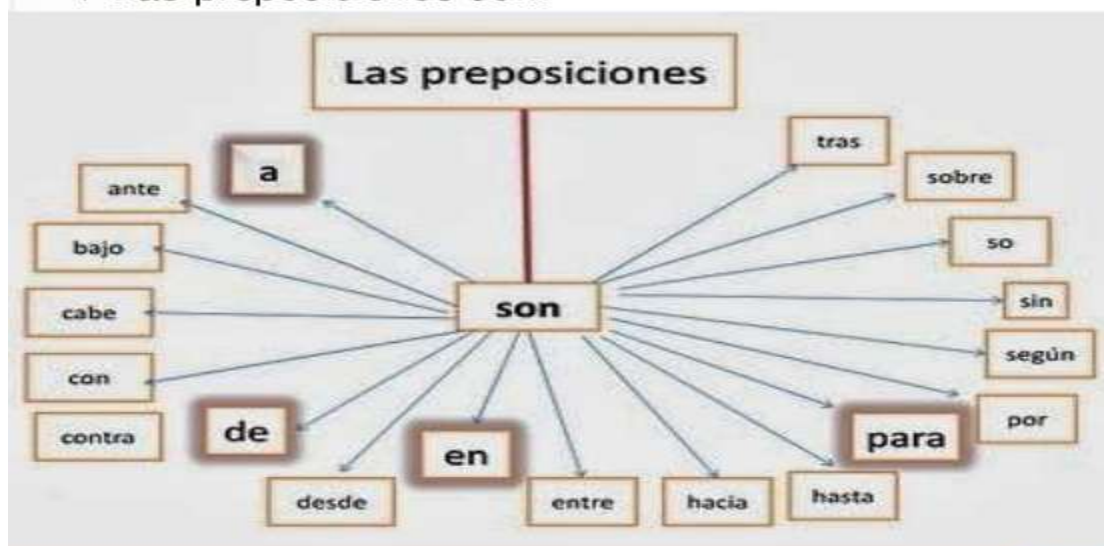 Las preposiciones
a
ante
bajo
cabe
con
contra
de
desde
en
entre
hacia
hasta
para
por
según
sin
so
sobre
tras
son